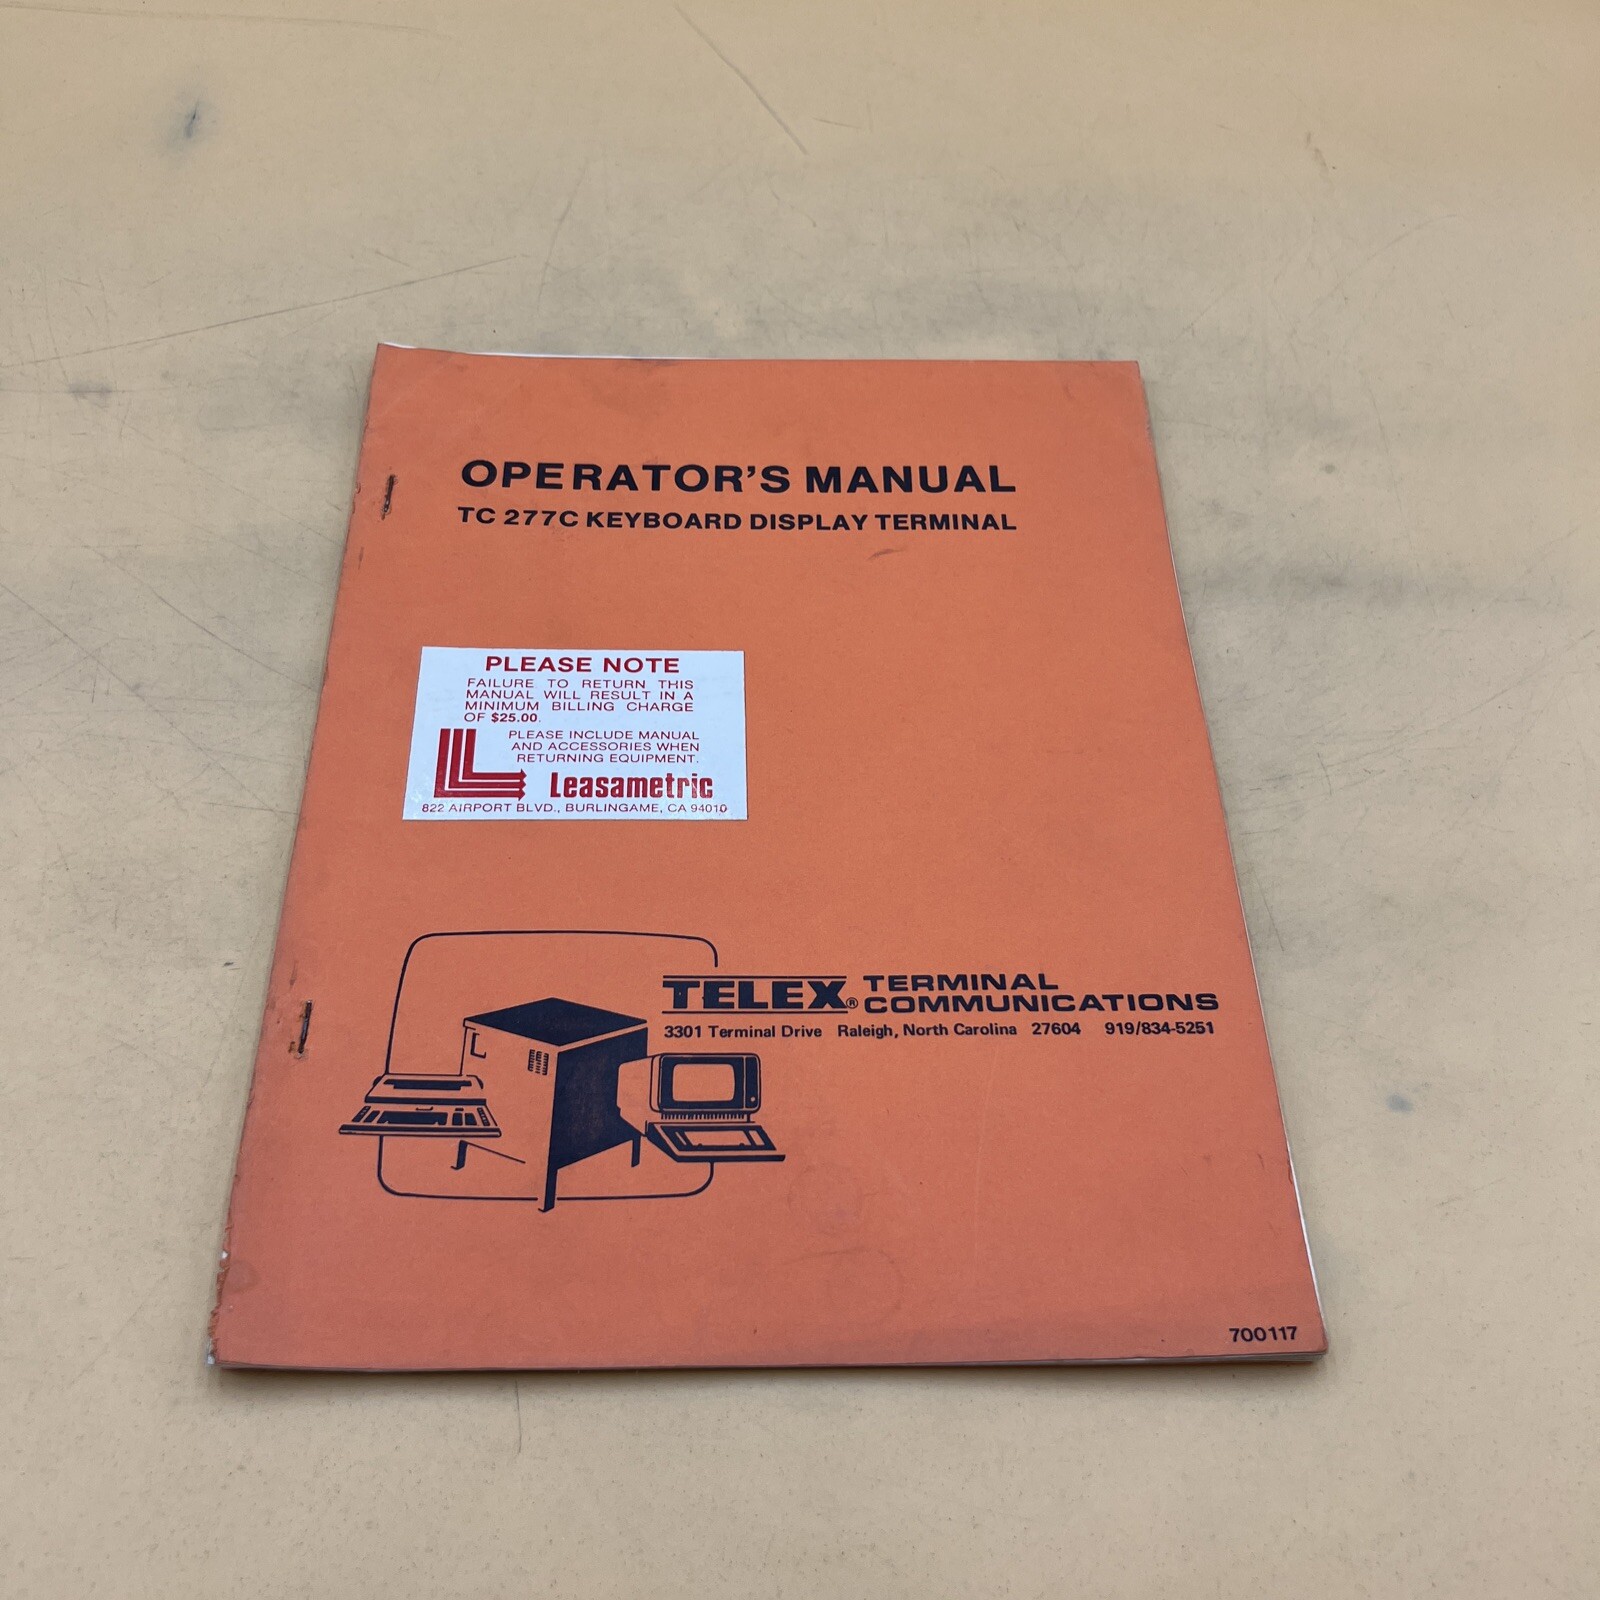 OPERATOR'S MANUAL
TC 277C KEYBOARD DISPLAY TERMINAL
PLEASE NOTE
FAILURE TO RETURN THIS
MANUAL WILL RESULT IN A
MINIMUM BILLING CHARGE
OF $25.00.
PLEASE INCLUDE MANUAL
AND ACCESSORIES WHEN
RETURNING EQUIPMENT.
Leasametric
822 AIRPORT BLVD., BURLINGAME, CA 94010
TELEX® TERMINAL
COMMUNICATIONS
3301 Terminal Drive Raleigh, North Carolina 27604 919/834-5251
700117